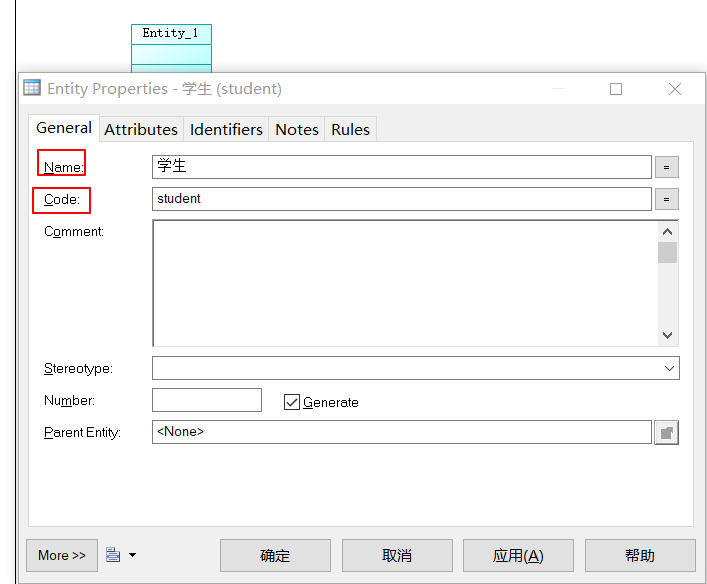 Entity_1
Entity Properties - 学生 (student)
General Attributes Identifiers Notes Rules
Name: 学生 =
Code: student =
Comment:
Stereotype:
Number: Generate
Parent Entity: <None>
More >> 确定 取消 应用(A) 帮助